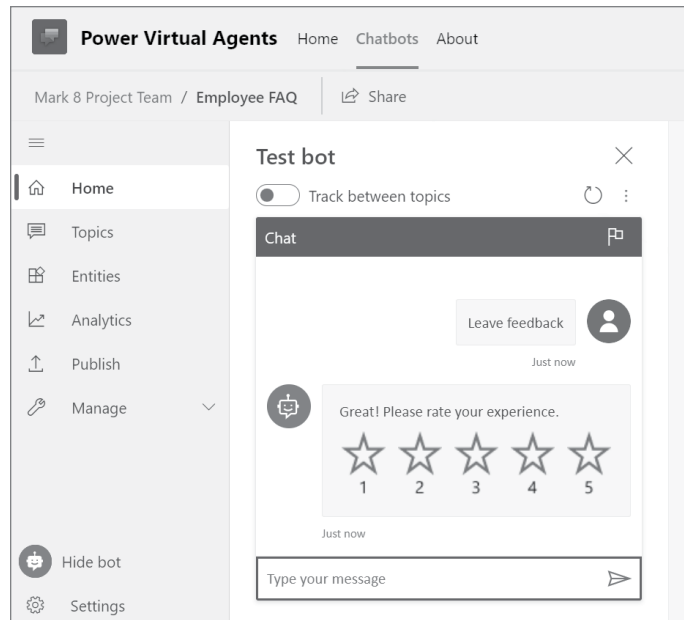 Power Virtual Agents Home Chatbots About
Mark 8 Project Team / Employee FAQ Share
Home
Topics
Entities
Analytics
Publish
Manage
Hide bot
Settings
Test bot
Track between topics
Chat
Leave feedback
Just now
Great! Please rate your experience.
1 2 3 4 5
Just now
Type your message